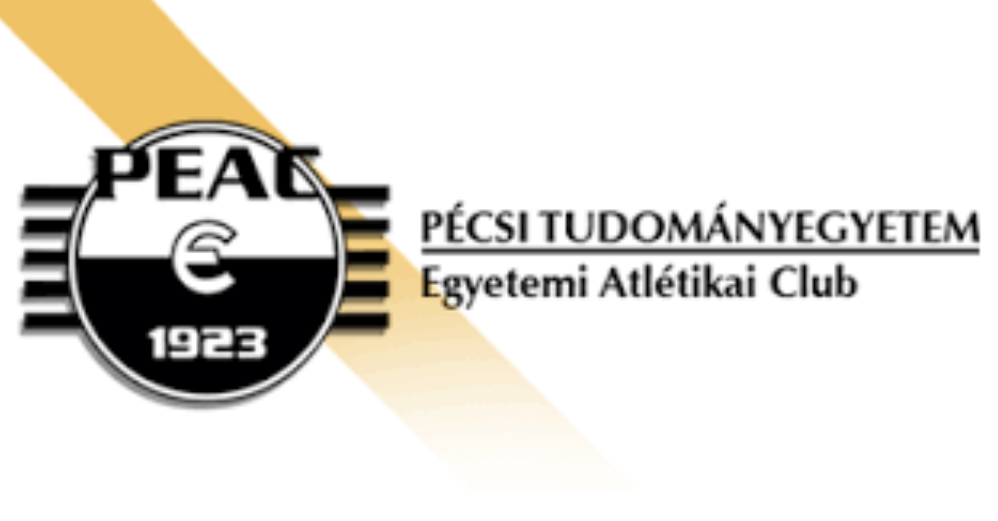 PEAC
Є
1923
PÉCSI TUDOMÁNYEGYETEM
Egyetemi Atlétikai Club